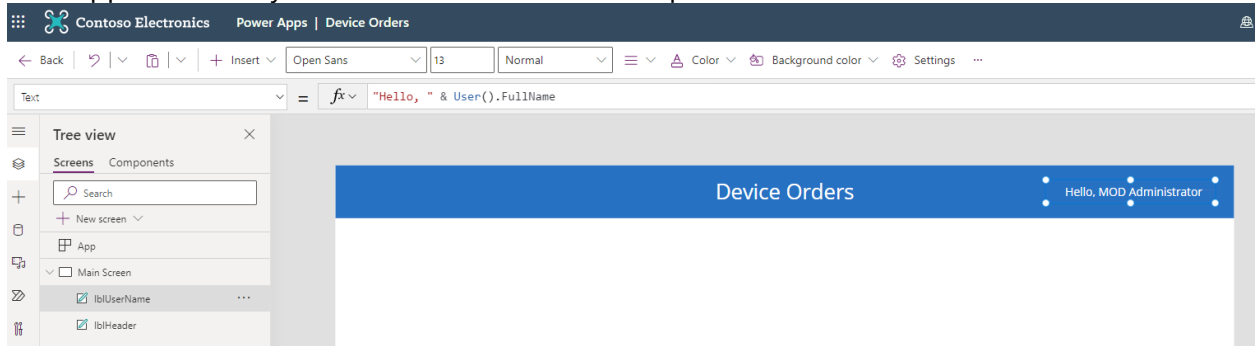 Contoso Electronics Power Apps | Device Orders
Back + Insert Open Sans 13 Normal Color Background color Settings ...
Text = fx "Hello, " & User().FullName
Tree view
Screens Components
Search
+ New screen
App
Main Screen
lblUserName ...
lblHeader
Device Orders
Hello, MOD Administrator